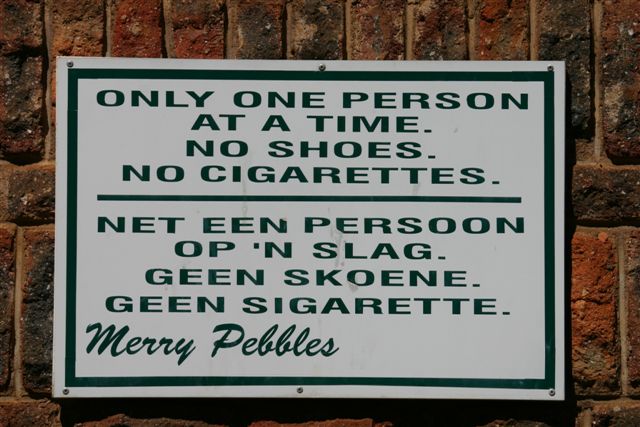 ONLY ONE PERSON
AT A TIME.
NO SHOES.
NO CIGARETTES.
NET EEN PERSOON
OP 'N SLAG.
GEEN SKOENE.
GEEN SIGARETTE.
Merry Pebbles